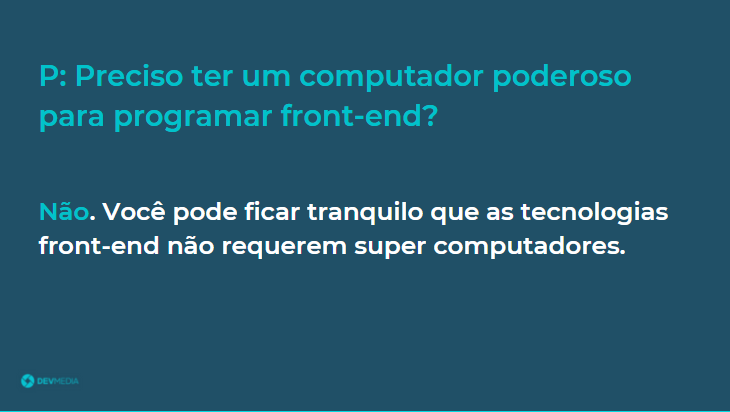 P: Preciso ter um computador poderoso
para programar front-end?
Não. Você pode ficar tranquilo que as tecnologias
front-end não requerem super computadores.
DEVMEDIA